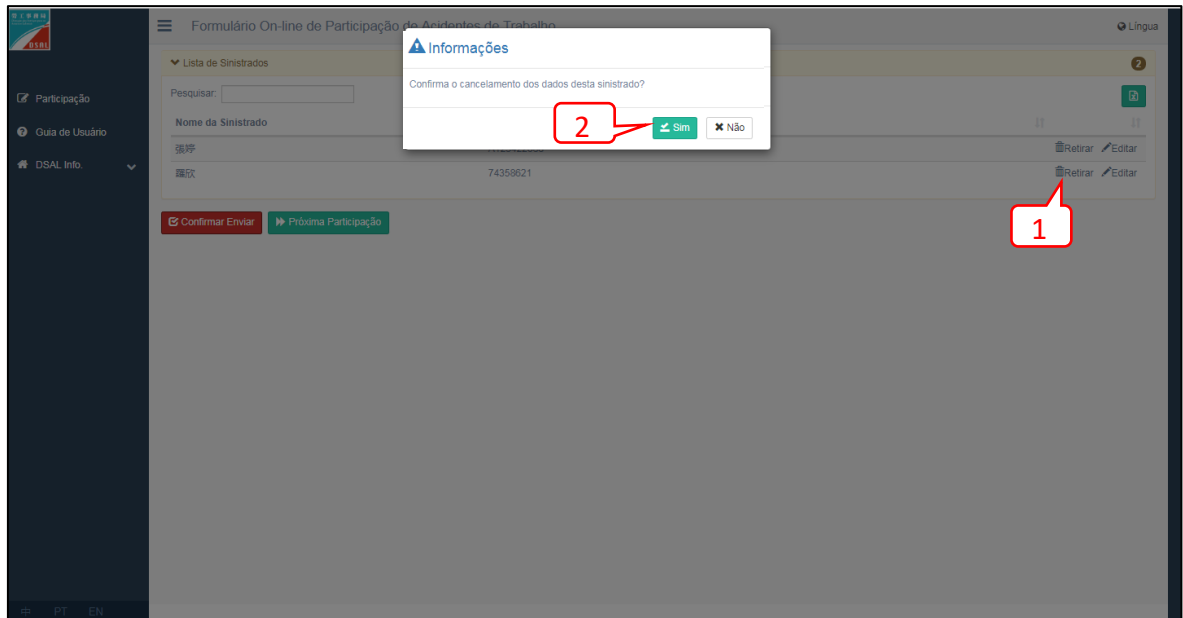 DSAL
Formulário On-line de Participação de Acidentes de Trabalho
Língua
Informações
Confirma o cancelamento dos dados desta sinistrado?
Sim
Não
2
1
Lista de Sinistrados
2
Pesquisar:
Nome da Sinistrado
張婷
Retirar
Editar
74358621
Retirar
Editar
Confirmar Enviar
Próxima Participação
Participação
Guia de Usuário
DSAL Info.
中 PT EN